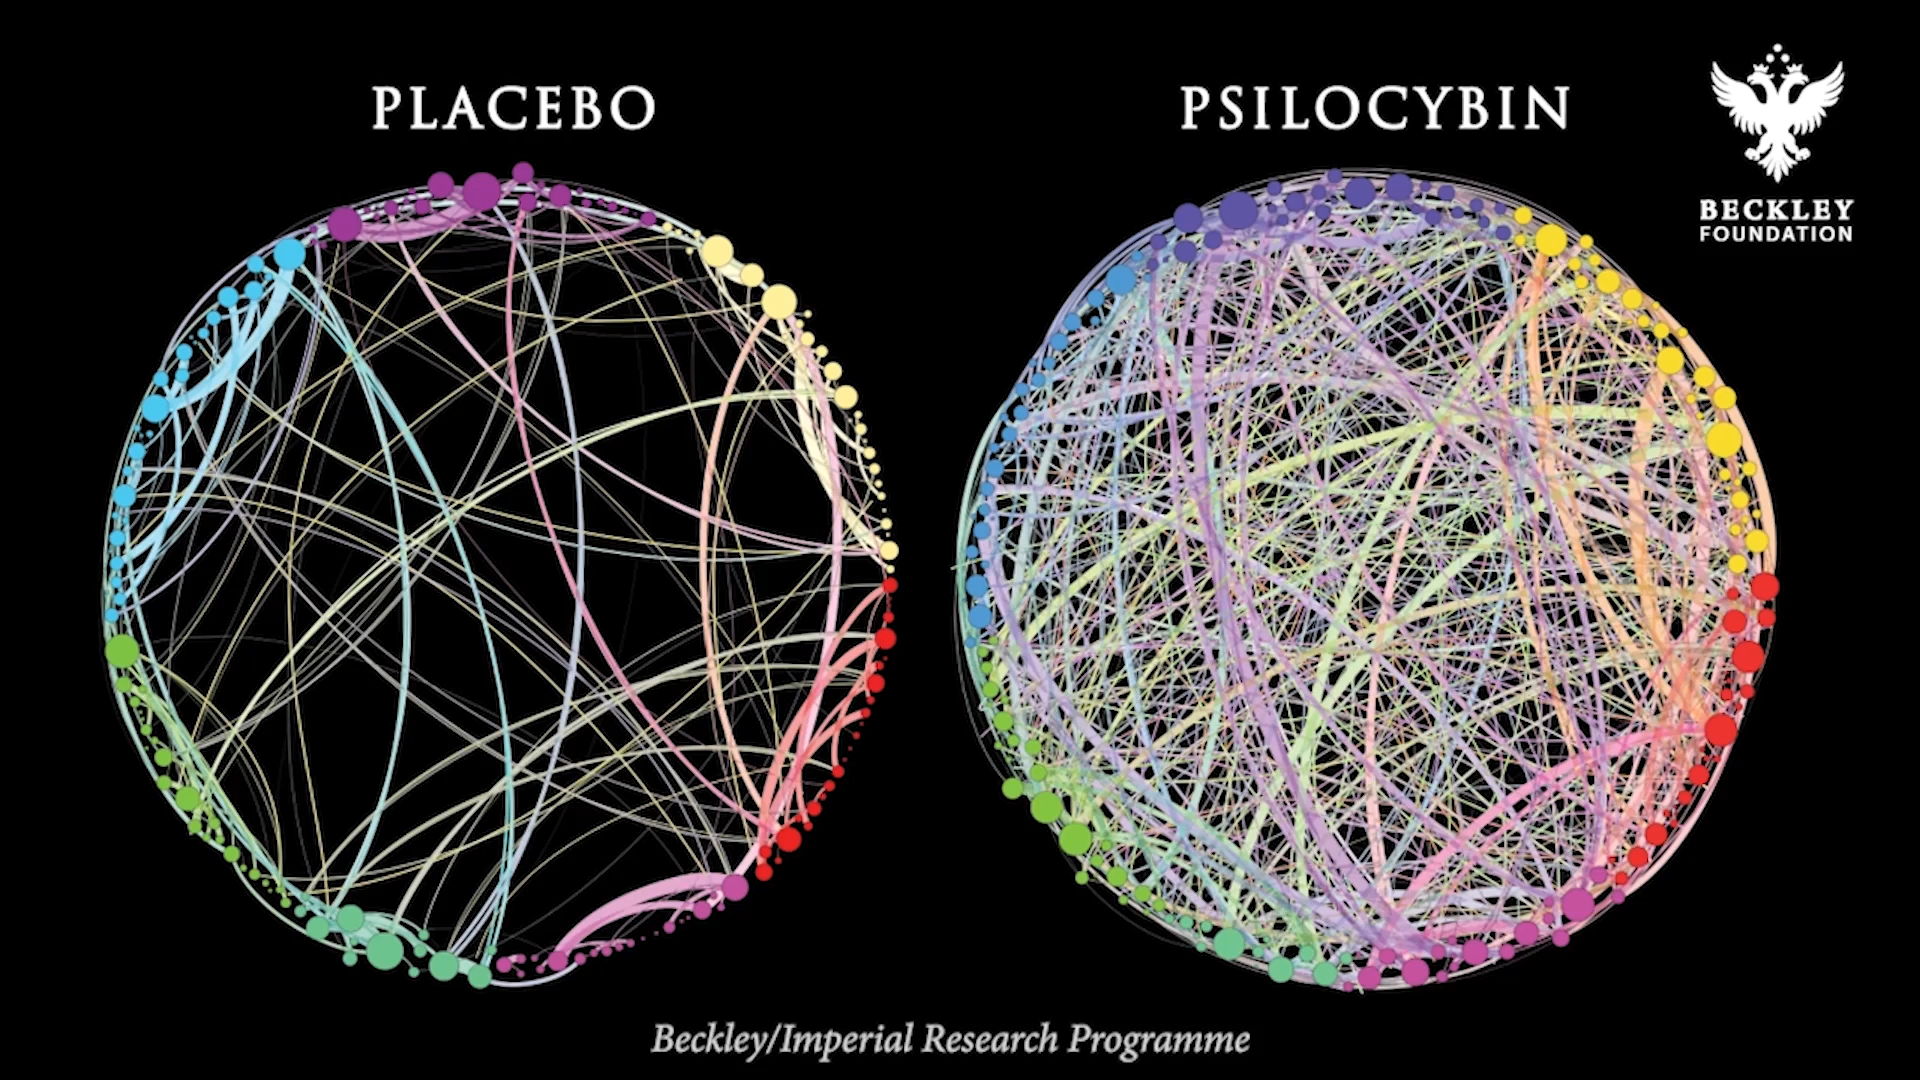 PLACEBO
PSILOCYBIN
BECKLEY
FOUNDATION
Beckley/Imperial Research Programme